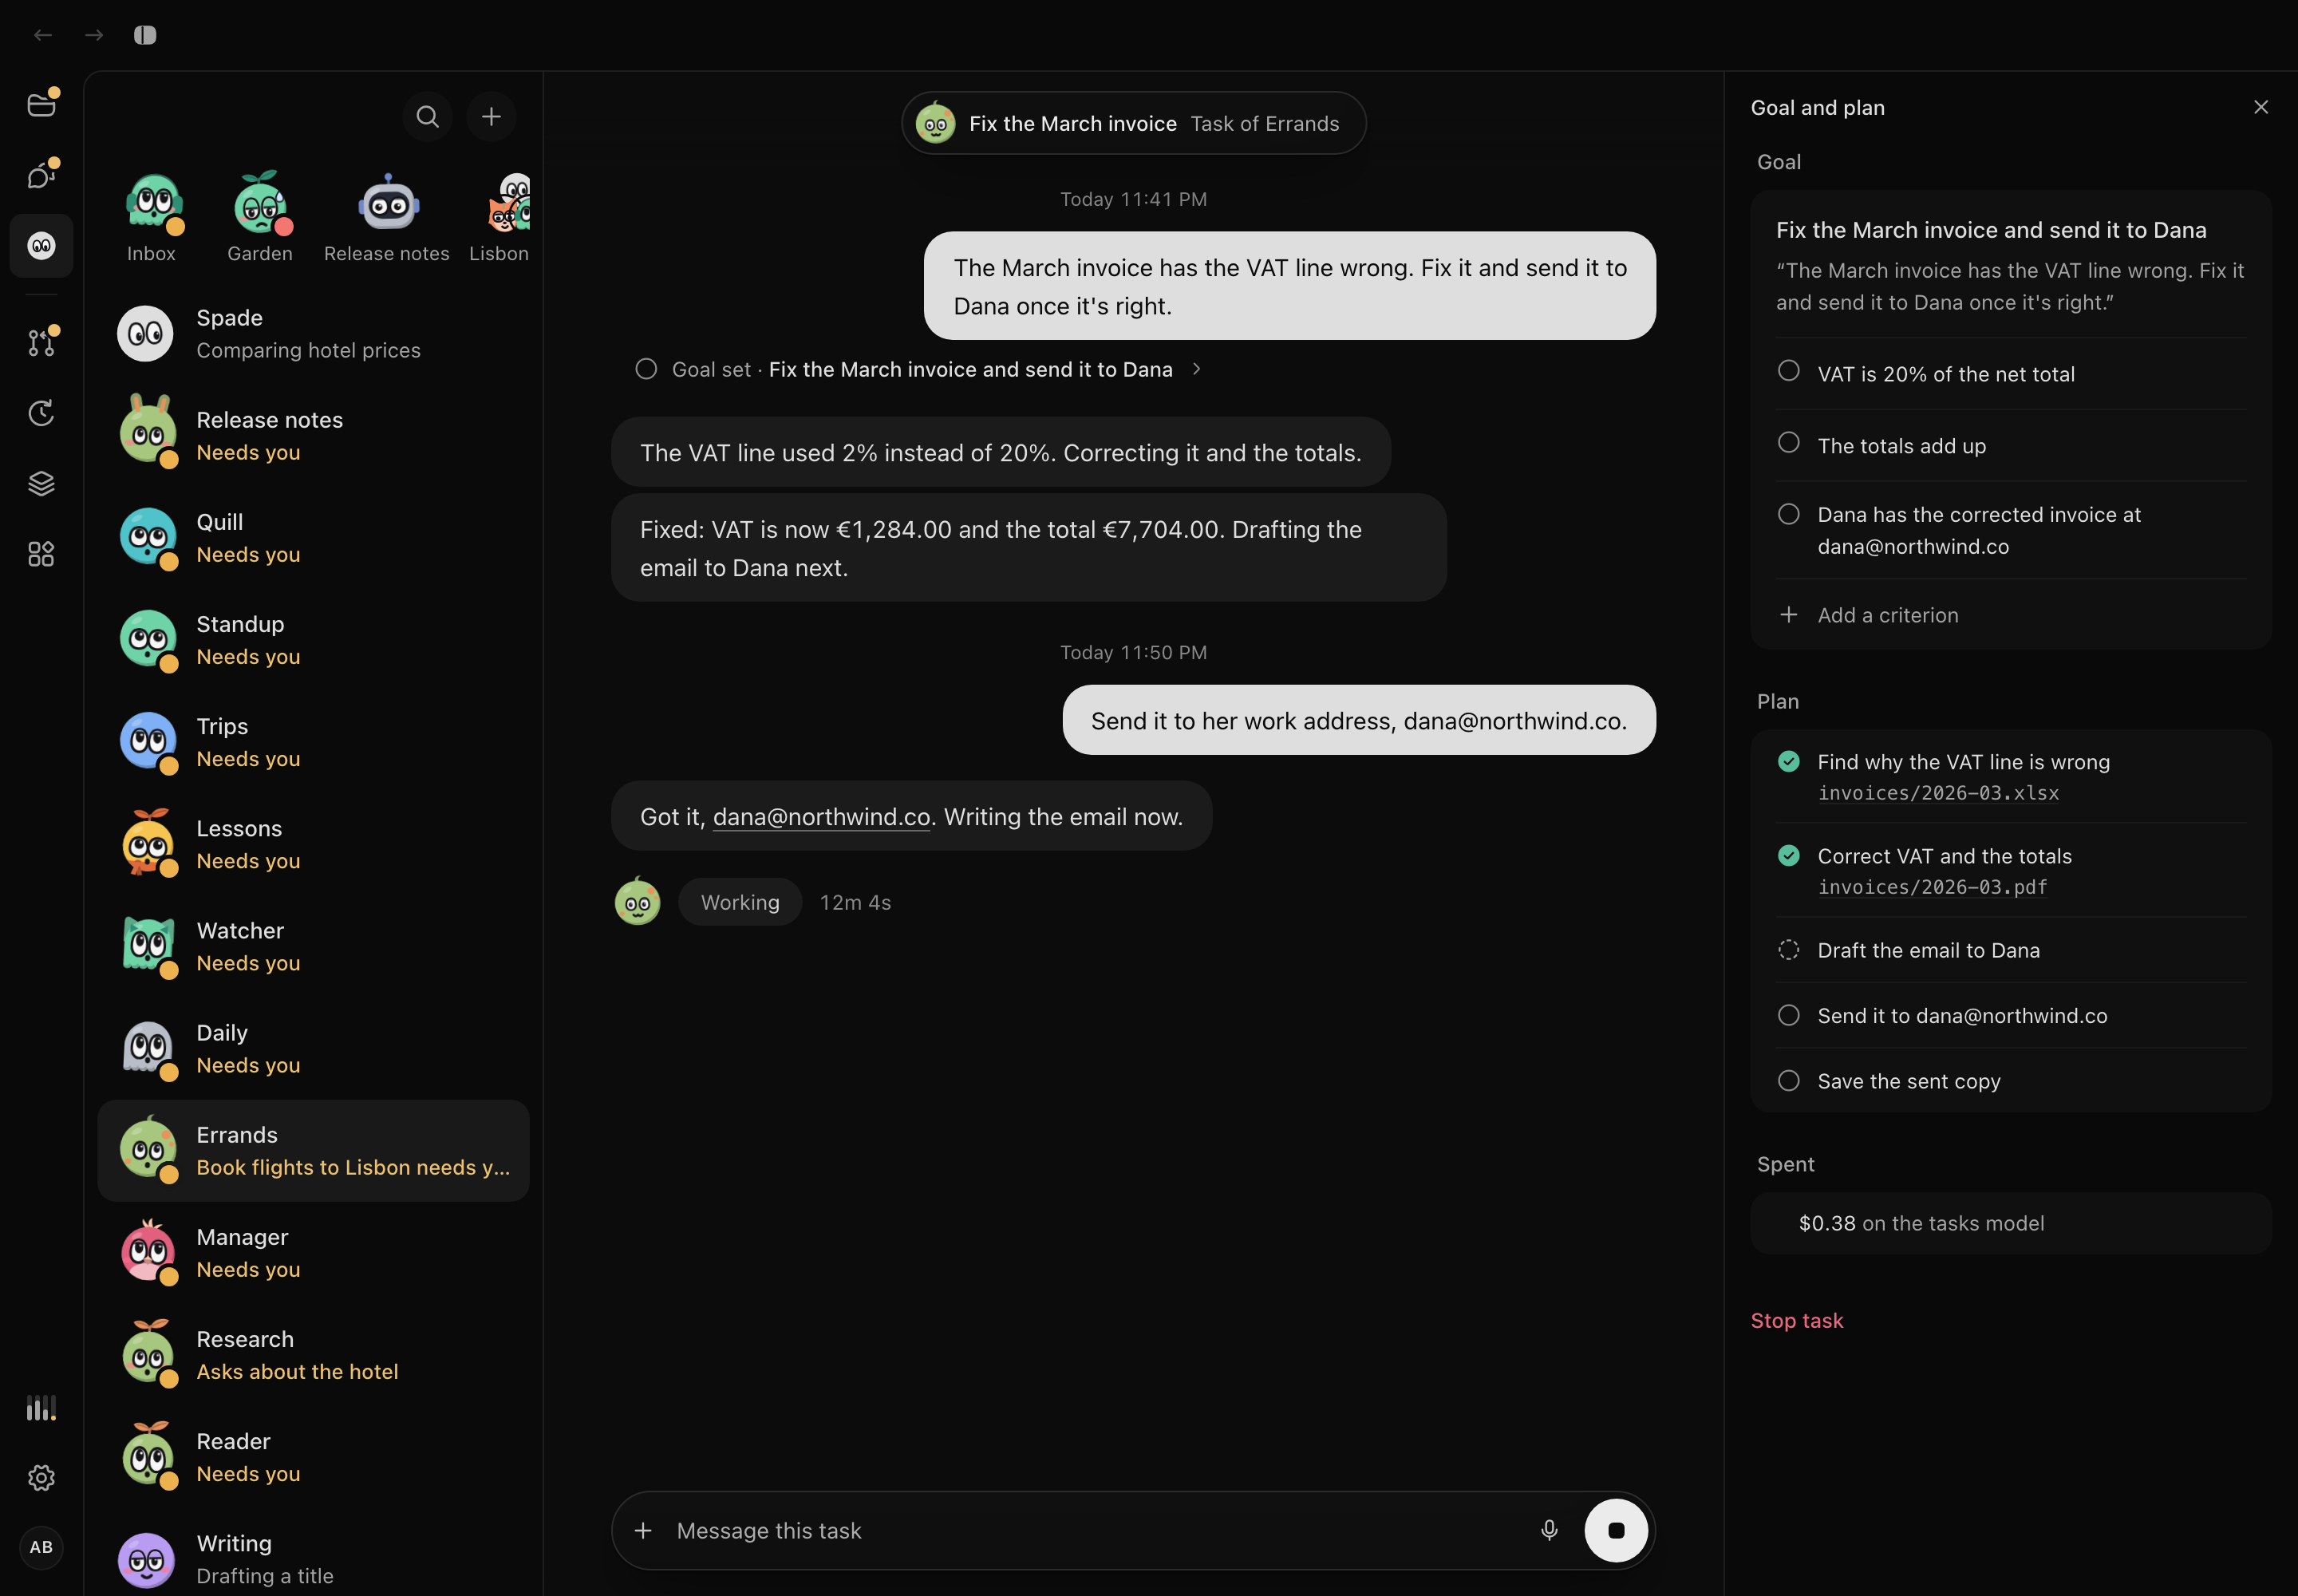 Inbox
Garden
Release notes
Lisbon
Spade
Comparing hotel prices
Release notes
Needs you
Quill
Needs you
Standup
Needs you
Trips
Needs you
Lessons
Needs you
Watcher
Needs you
Daily
Needs you
Errands
Book flights to Lisbon needs y...
Manager
Needs you
Research
Asks about the hotel
Reader
Needs you
Writing
Drafting a title
AB
Fix the March invoice Task of Errands
Today 11:41 PM
The March invoice has the VAT line wrong. Fix it and send it to
Dana once it's right.
Goal set · Fix the March invoice and send it to Dana
The VAT line used 2% instead of 20%. Correcting it and the totals.
Fixed: VAT is now €1,284.00 and the total €7,704.00. Drafting the
email to Dana next.
Today 11:50 PM
Send it to her work address, dana@northwind.co.
Got it, dana@northwind.co. Writing the email now.
Working 12m 4s
Message this task
Goal and plan
Goal
Fix the March invoice and send it to Dana
“The March invoice has the VAT line wrong. Fix it
and send it to Dana once it's right.”
VAT is 20% of the net total
The totals add up
Dana has the corrected invoice at
dana@northwind.co
Add a criterion
Plan
Find why the VAT line is wrong
invoices/2026-03.xlsx
Correct VAT and the totals
invoices/2026-03.pdf
Draft the email to Dana
Send it to dana@northwind.co
Save the sent copy
Spent
$0.38 on the tasks model
Stop task